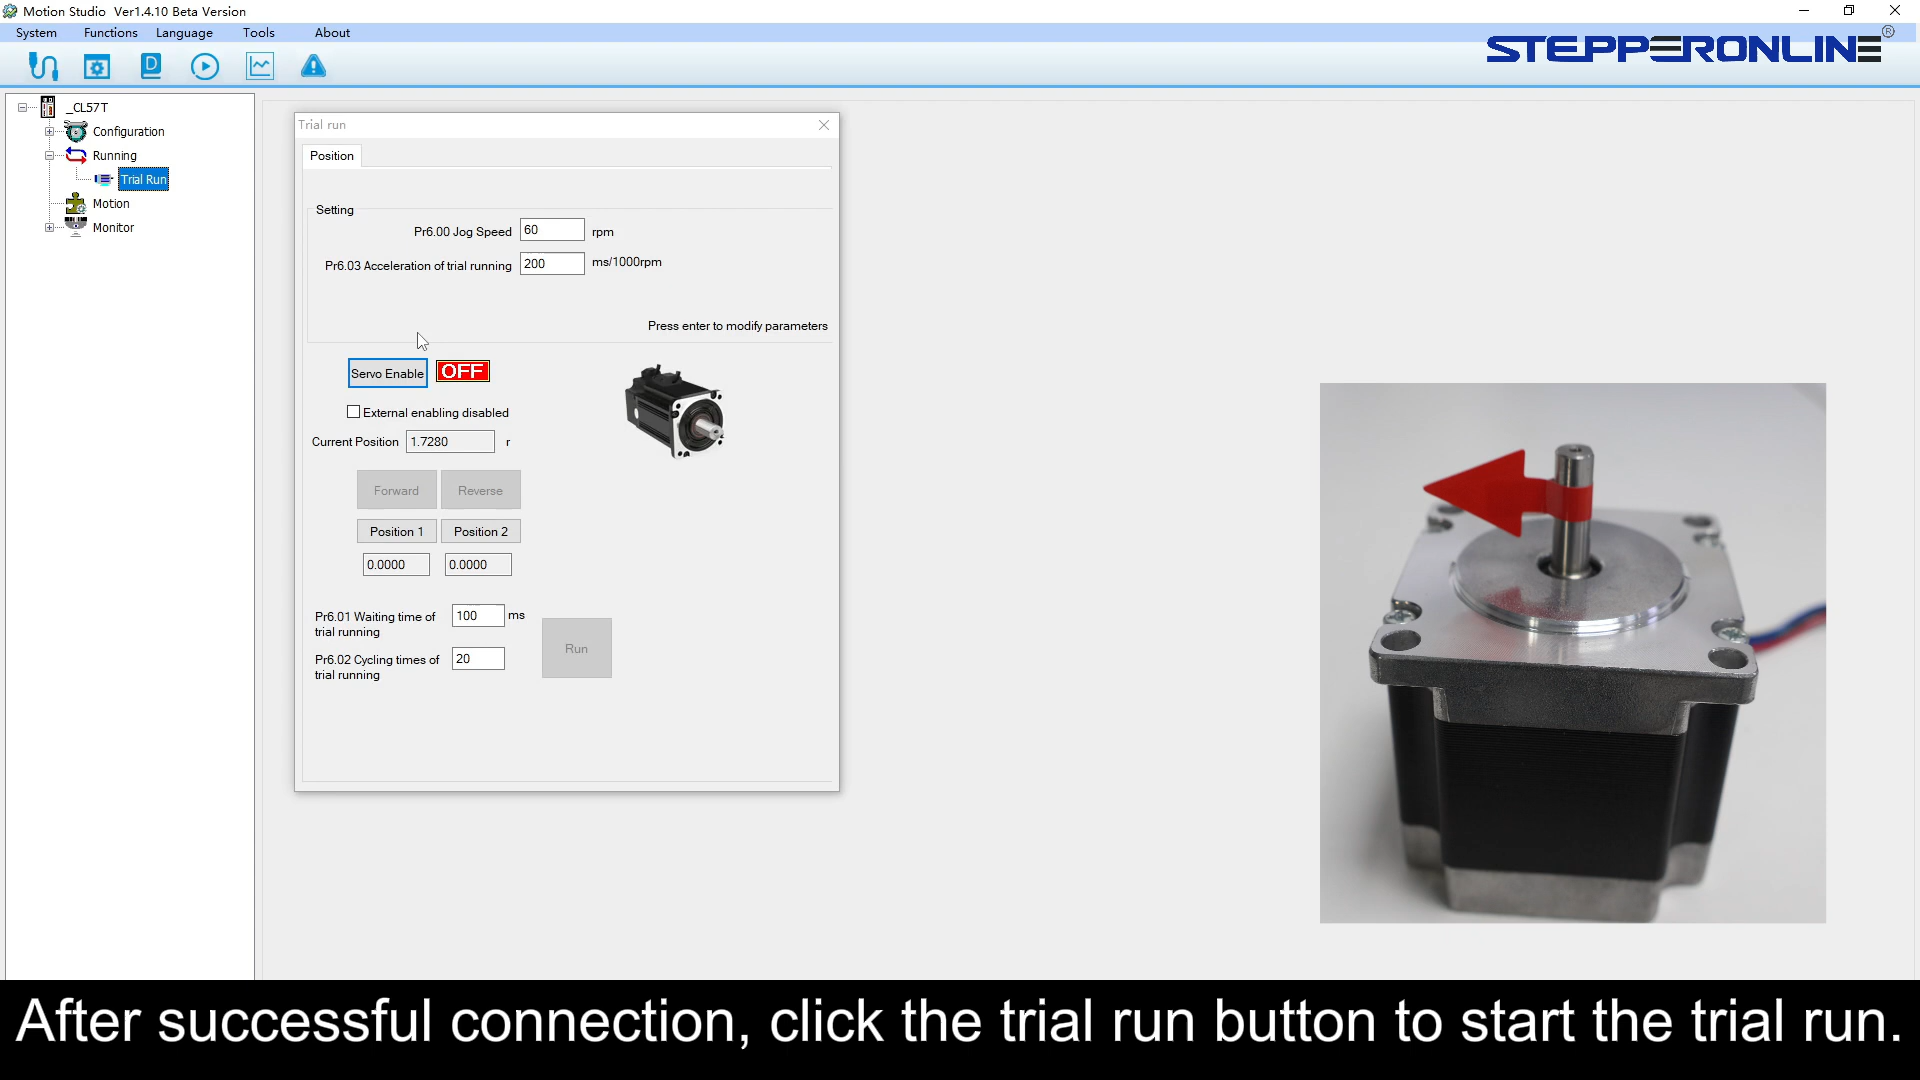 Motion Studio Ver1.4.10 Beta Version
System Functions Language Tools About
STEPPERONLINE®
_CL57T
Configuration
Running
Trial Run
Motion
Monitor
Trial run
Position
Setting
Pr6.00 Jog Speed 60 rpm
Pr6.03 Acceleration of trial running 200 ms/1000rpm
Press enter to modify parameters
Servo Enable OFF
External enabling disabled
Current Position 1.7280 r
Forward Reverse
Position 1 Position 2
0.0000 0.0000
Pr6.01 Waiting time of 100 ms
trial running
Run
Pr6.02 Cycling times of 20
trial running
After successful connection, click the trial run button to start the trial run.